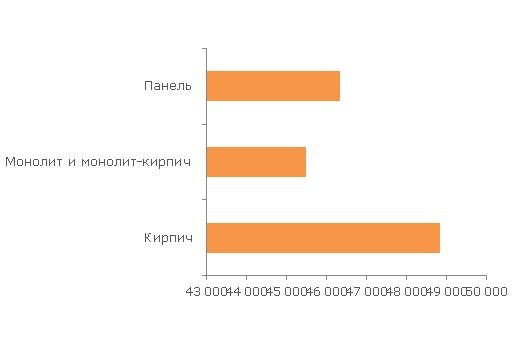 Панель
Монолит и монолит-кирпич
Кирпич
43 000 44 000 45 000 46 000 47 000 48 000 49 000 50 000